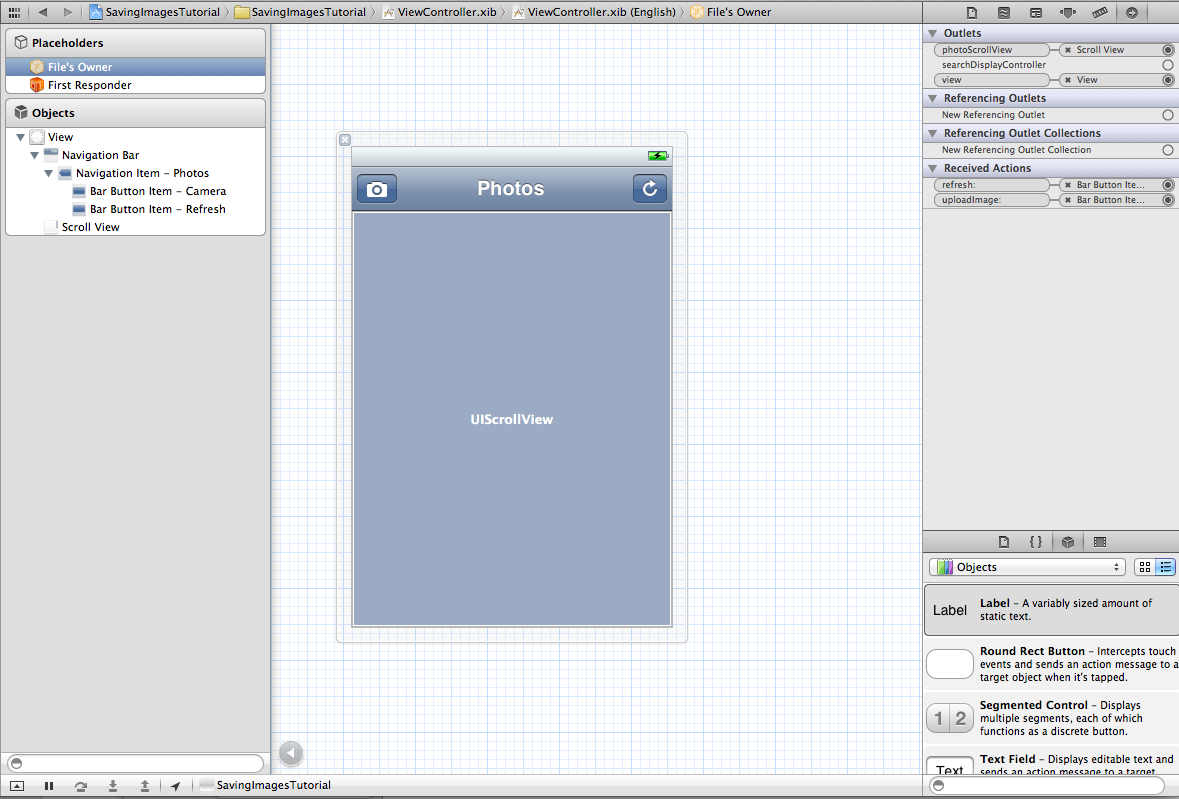 SavingImagesTutorial
SavingImagesTutorial
ViewController.xib
ViewController.xib (English)
File's Owner
Placeholders
File's Owner
First Responder
Objects
View
Navigation Bar
Navigation Item – Photos
Bar Button Item – Camera
Bar Button Item – Refresh
Scroll View
Photos
UIScrollView
Outlets
photoScrollView
Scroll View
searchDisplayController
view
View
Referencing Outlets
New Referencing Outlet
Referencing Outlet Collections
New Referencing Outlet Collection
Received Actions
refresh:
Bar Button Ite...
uploadImage:
Bar Button Ite...
{ }
Objects
Label
Label – A variably sized amount of
static text.
Round Rect Button – Intercepts touch
events and sends an action message to a
target object when it's tapped.
1 2
Segmented Control – Displays
multiple segments, each of which
functions as a discrete button.
Text
Text Field – Displays editable text and
sends an action message to a target
SavingImagesTutorial